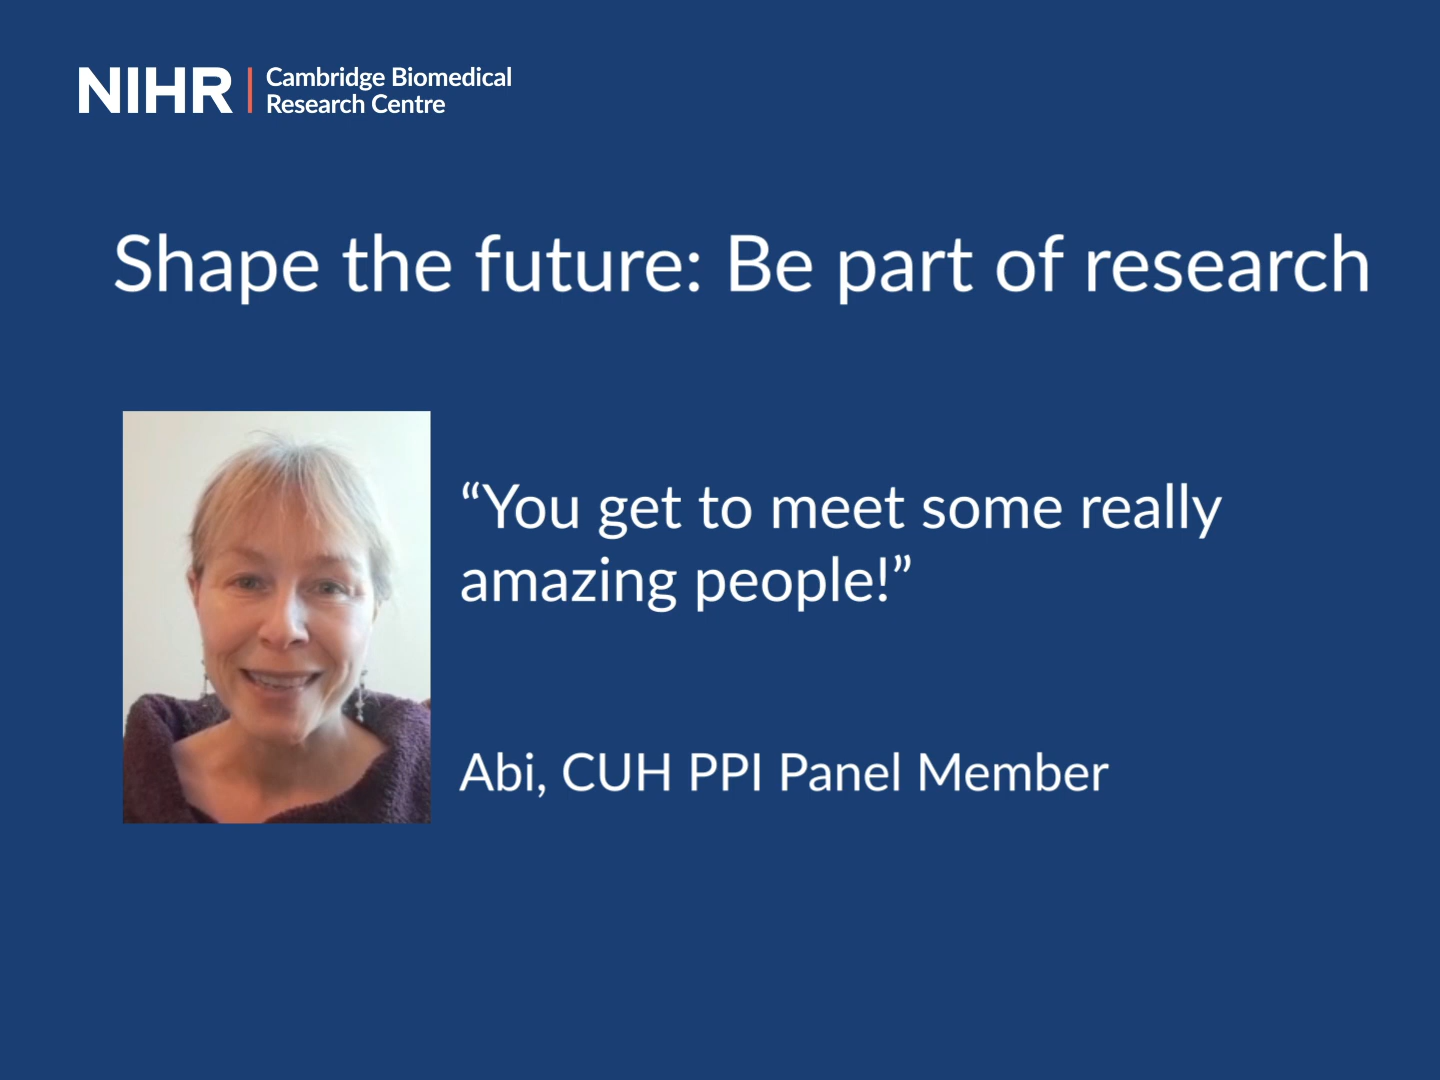 NIHR | Cambridge Biomedical
Research Centre
Shape the future: Be part of research
“You get to meet some really
amazing people!”
Abi, CUH PPI Panel Member